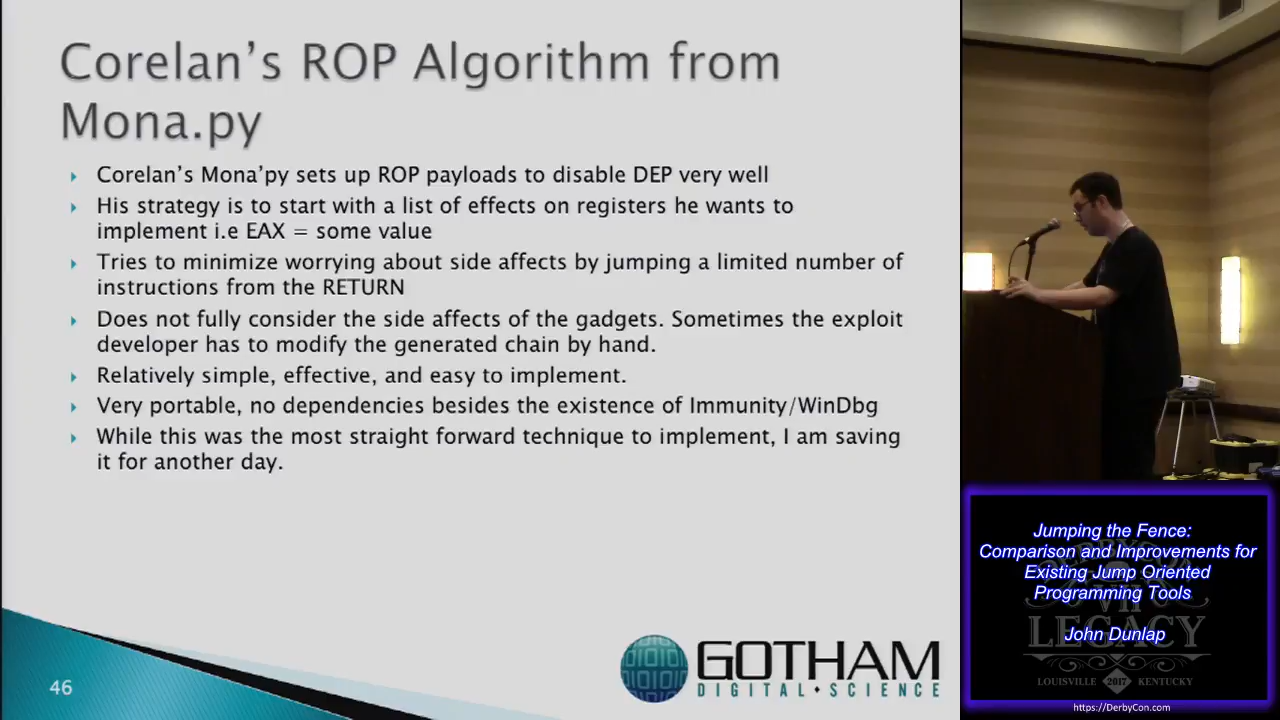 Corelan's ROP Algorithm from
Mona.py
Corelan's Mona'py sets up ROP payloads to disable DEP very well
His strategy is to start with a list of effects on registers he wants to
implement i.e EAX = some value
Tries to minimize worrying about side affects by jumping a limited number of
instructions from the RETURN
Does not fully consider the side affects of the gadgets. Sometimes the exploit
developer has to modify the generated chain by hand.
Relatively simple, effective, and easy to implement.
Very portable, no dependencies besides the existence of Immunity/WinDbg
While this was the most straight forward technique to implement, I am saving
it for another day.
46
GOTHAM
DIGITAL SCIENCE
Jumping the Fence:
Comparison and Improvements for
Existing Jump Oriented
Programming Tools
John Dunlap
DERBY
VII
LEGACY
LOUISVILLE 2017 KENTUCKY
https://DerbyCon.com